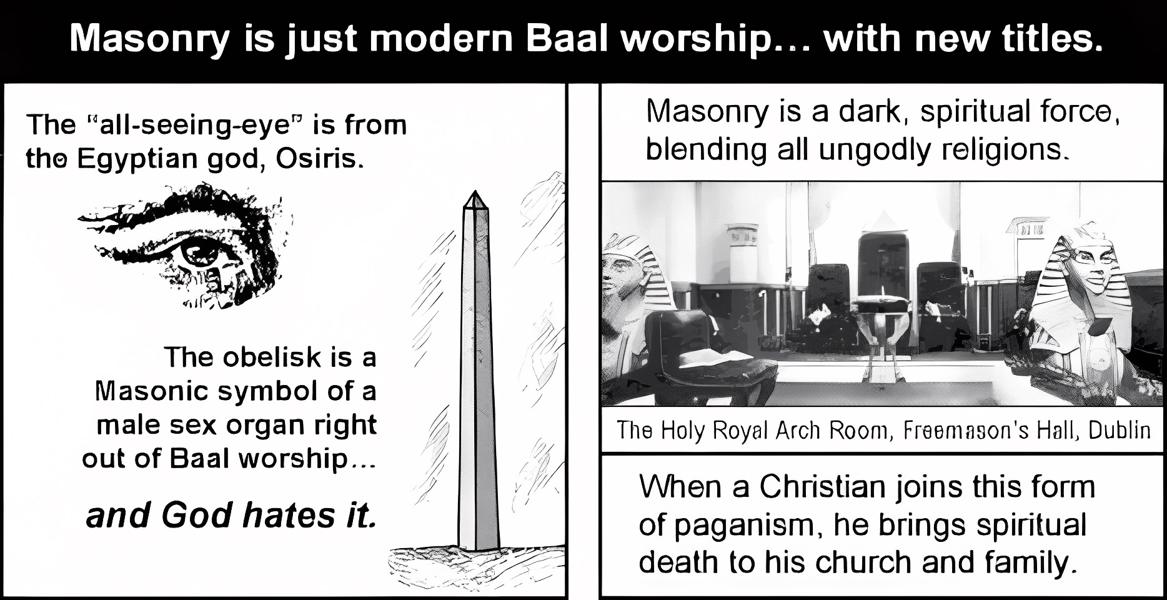 Masonry is just modern Baal worship... with new titles.
The “all-seeing-eye” is from
the Egyptian god, Osiris.
The obelisk is a
Masonic symbol of a
male sex organ right
out of Baal worship...
and God hates it.
Masonry is a dark, spiritual force,
blending all ungodly religions.
The Holy Royal Arch Room, Freemason's Hall, Dublin
When a Christian joins this form
of paganism, he brings spiritual
death to his church and family.